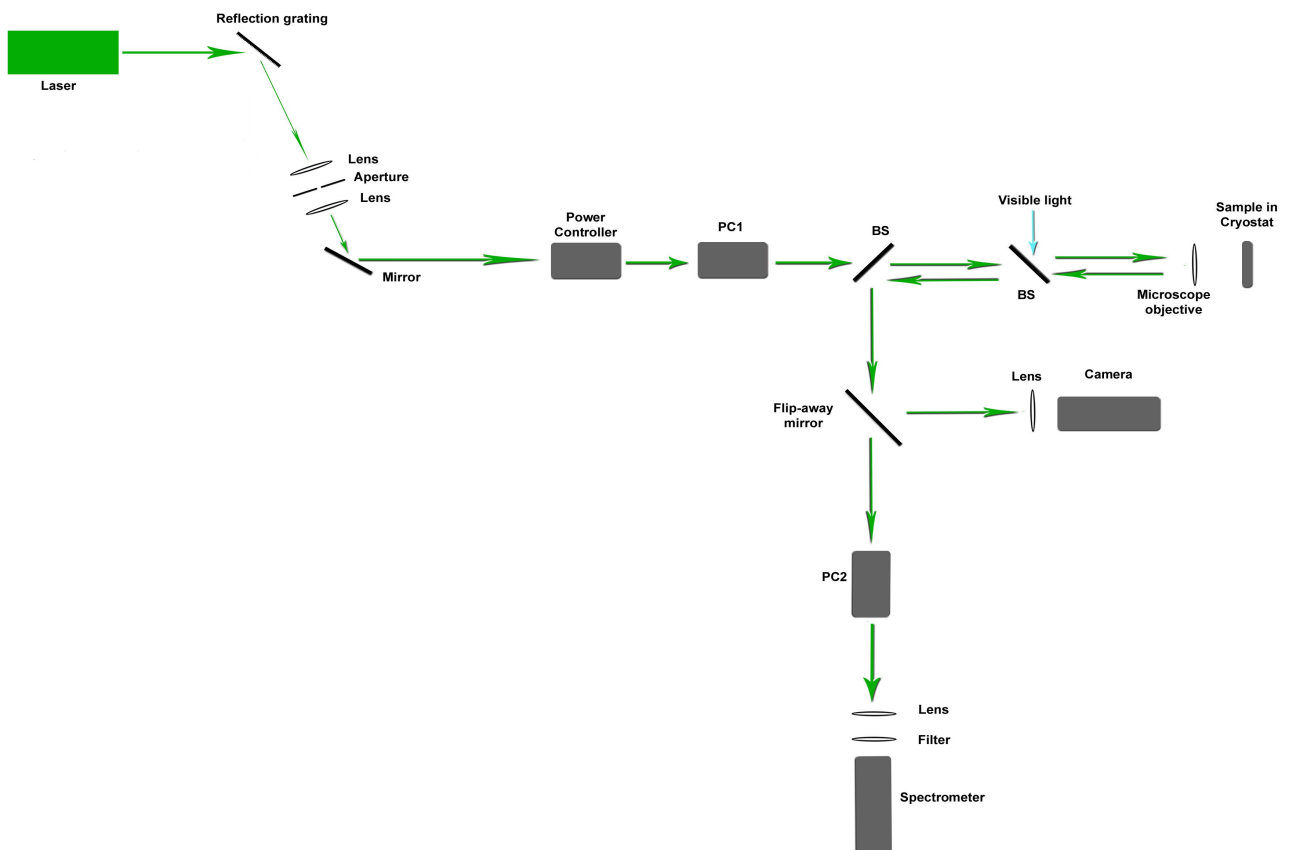 Reflection grating
Laser
Lens
Aperture
Lens
Mirror
Power
Controller
PC1
BS
Visible light
BS
Sample in
Cryostat
Microscope
objective
Flip-away
mirror
Lens
Camera
PC2
Lens
Filter
Spectrometer